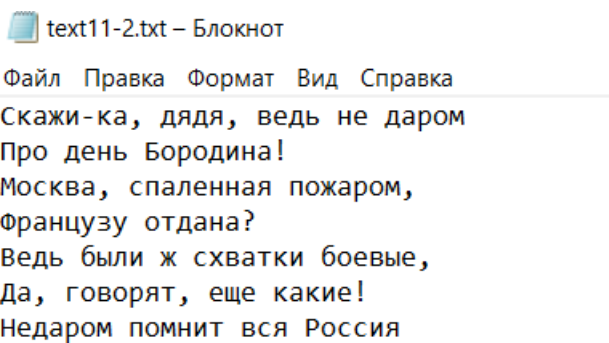 text11-2.txt – Блокнот
Файл Правка Формат Вид Справка
Скажи-ка, дядя, ведь не даром
Про день Бородина!
Москва, спаленная пожаром,
Французу отдана?
Ведь были ж схватки боевые,
Да, говорят, еще какие!
Недаром помнит вся Россия